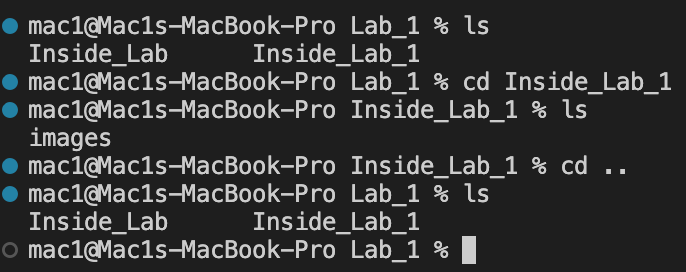 mac1@Mac1s-MacBook-Pro Lab_1 % ls
Inside_Lab      Inside_Lab_1
mac1@Mac1s-MacBook-Pro Lab_1 % cd Inside_Lab_1
mac1@Mac1s-MacBook-Pro Inside_Lab_1 % ls
images
mac1@Mac1s-MacBook-Pro Inside_Lab_1 % cd ..
mac1@Mac1s-MacBook-Pro Lab_1 % ls
Inside_Lab      Inside_Lab_1
mac1@Mac1s-MacBook-Pro Lab_1 %